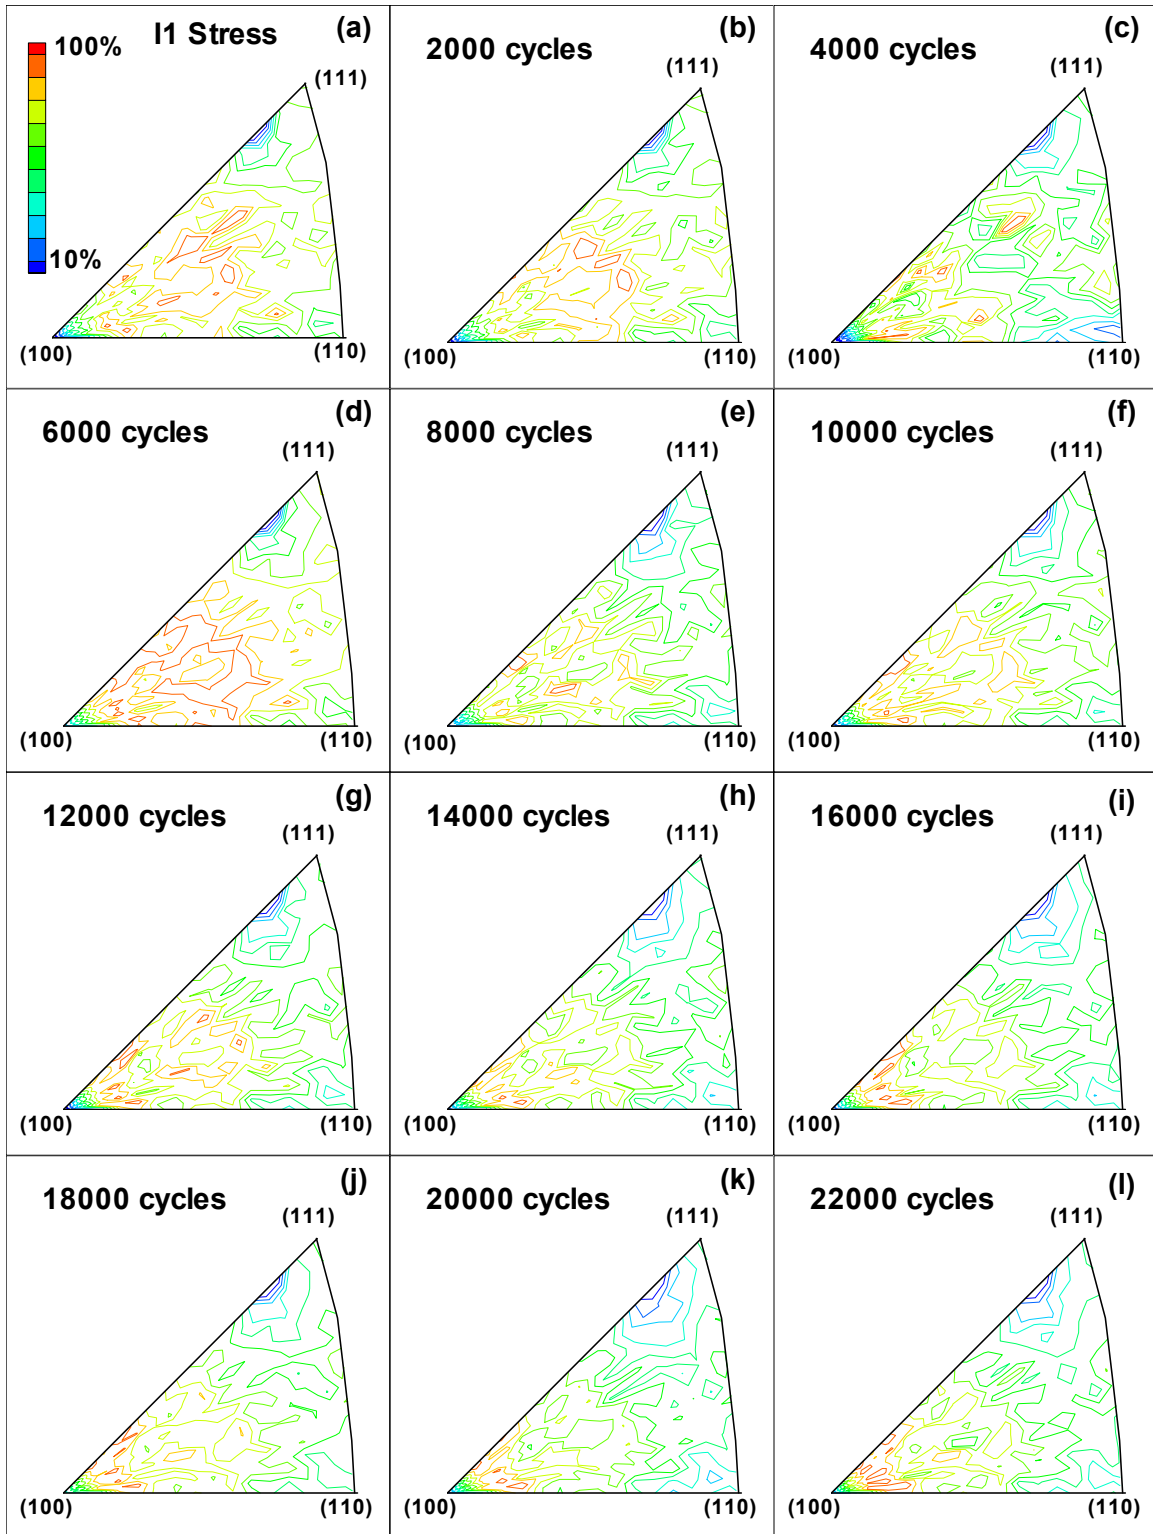 I1 Stress
(a)
100%
10%
(111)
(100)
(110)
2000 cycles
(b)
(111)
(100)
(110)
4000 cycles
(c)
(111)
(100)
(110)
6000 cycles
(d)
(111)
(100)
(110)
8000 cycles
(e)
(111)
(100)
(110)
10000 cycles
(f)
(111)
(100)
(110)
12000 cycles
(g)
(111)
(100)
(110)
14000 cycles
(h)
(111)
(100)
(110)
16000 cycles
(i)
(111)
(100)
(110)
18000 cycles
(j)
(111)
(100)
(110)
20000 cycles
(k)
(111)
(100)
(110)
22000 cycles
(l)
(111)
(100)
(110)